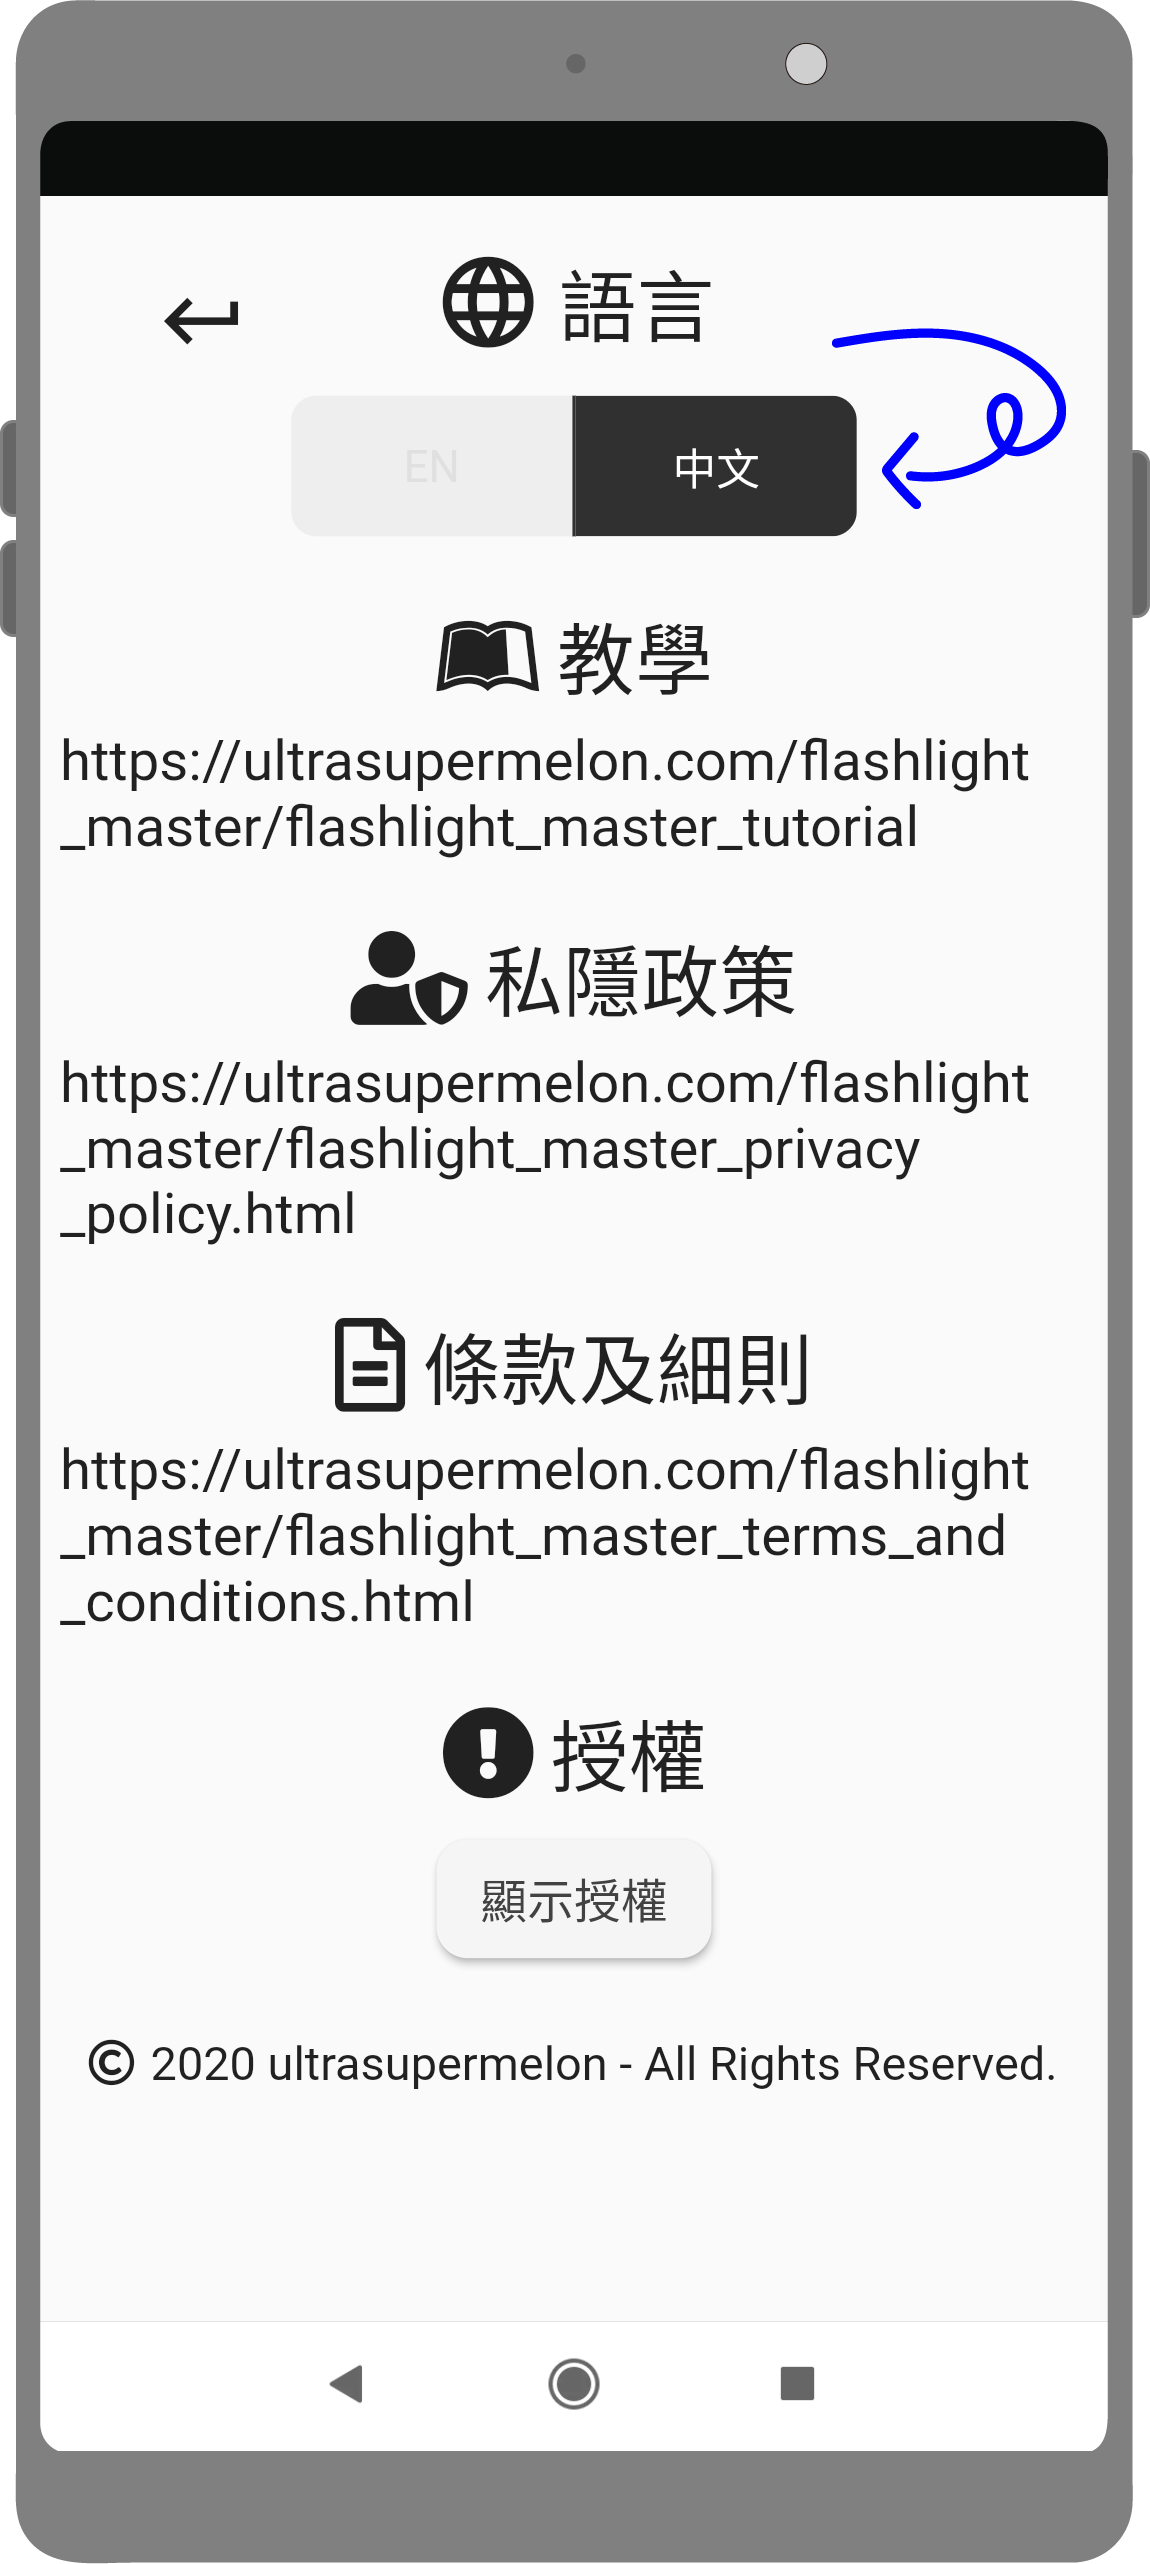 語言
EN
中文
教學
https://ultrasupermelon.com/flashlight
_master/flashlight_master_tutorial
私隱政策
https://ultrasupermelon.com/flashlight
_master/flashlight_master_privacy
_policy.html
條款及細則
https://ultrasupermelon.com/flashlight
_master/flashlight_master_terms_and
_conditions.html
授權
顯示授權
© 2020 ultrasupermelon - All Rights Reserved.